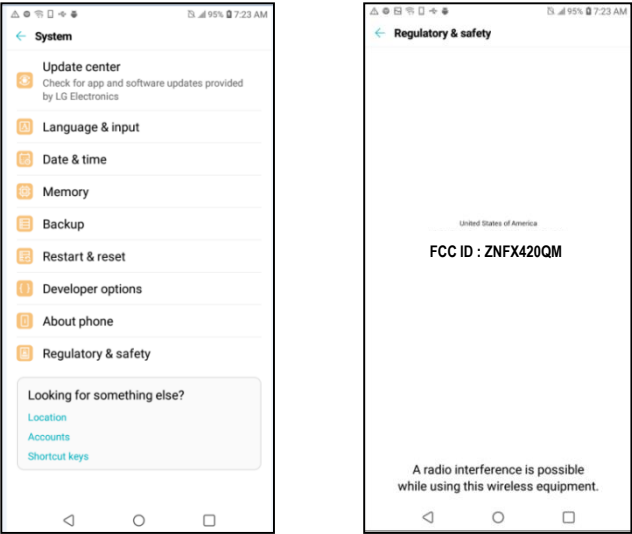 95% 7:23 AM
System
Update center
Check for app and software updates provided
by LG Electronics
Language & input
Date & time
Memory
Backup
Restart & reset
Developer options
About phone
Regulatory & safety
Looking for something else?
Location
Accounts
Shortcut keys
95% 7:23 AM
Regulatory & safety
United States of America
FCC ID : ZNFX420QM
A radio interference is possible
while using this wireless equipment.